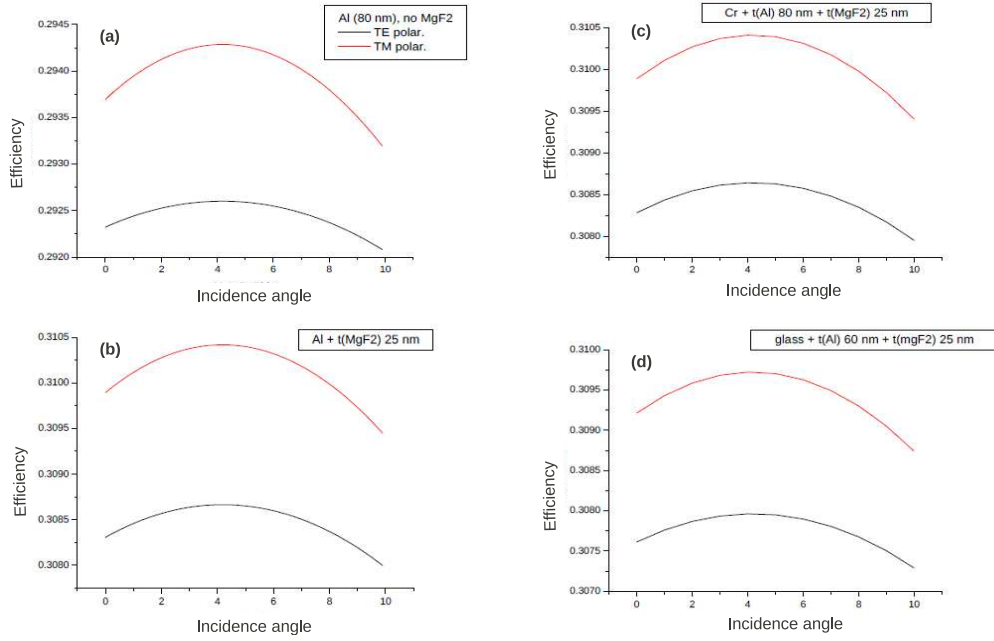 (a)
Al (80 nm), no MgF2
TE polar.
TM polar.
0.2945
0.2940
0.2935
0.2930
0.2925
0.2920
Efficiency
0
2
4
6
8
10
Incidence angle
(c)
Cr + t(Al) 80 nm + t(MgF2) 25 nm
0.3105
0.3100
0.3095
0.3090
0.3085
0.3080
Efficiency
0
2
4
6
8
10
Incidence angle
(b)
Al + t(MgF2) 25 nm
0.3105
0.3100
0.3095
0.3090
0.3085
0.3080
Efficiency
0
2
4
6
8
10
Incidence angle
(d)
glass + t(Al) 60 nm + t(mgF2) 25 nm
0.3100
0.3095
0.3090
0.3085
0.3080
0.3075
0.3070
Efficiency
0
2
4
6
8
10
Incidence angle